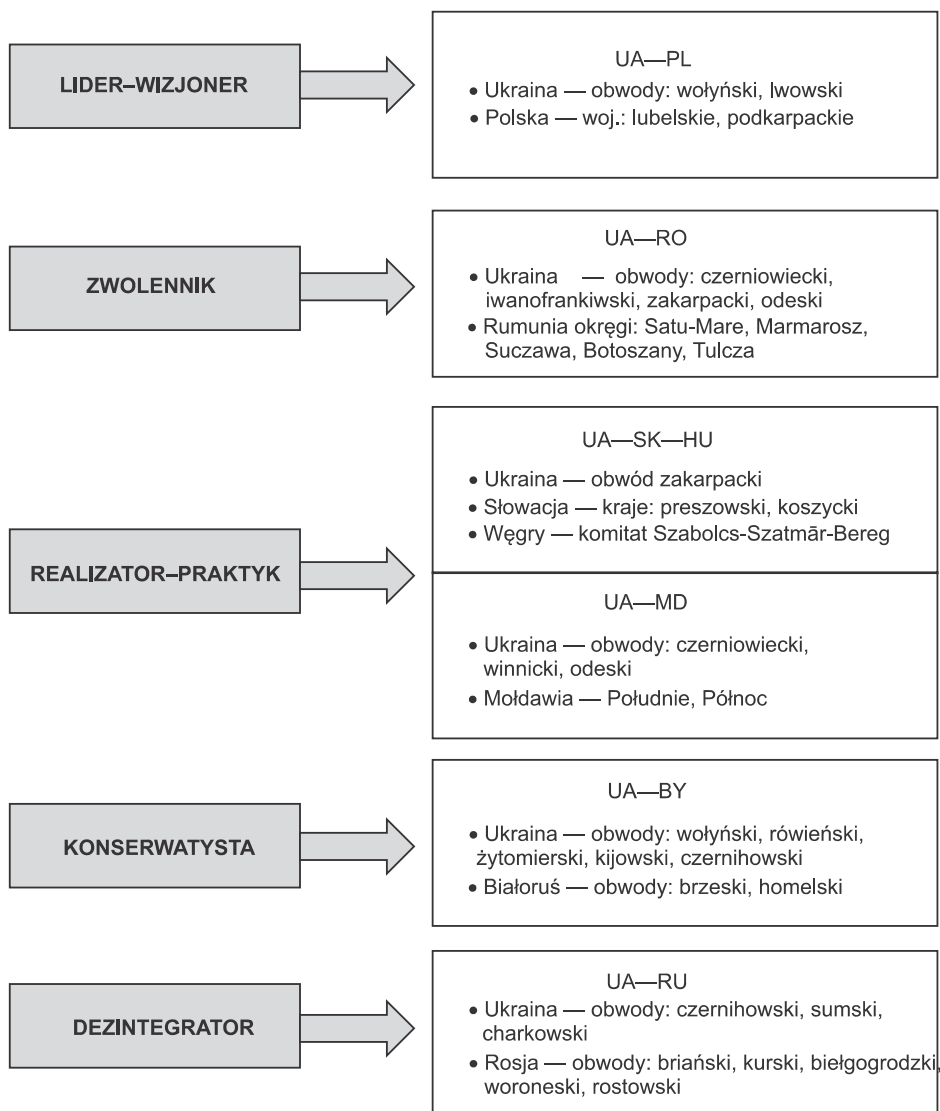 LIDER–WIZJONER
UA—PL
• Ukraina — obwody: wołyński, lwowski
• Polska — woj.: lubelskie, podkarpackie
ZWOLENNIK
UA—RO
• Ukraina — obwody: czerniowiecki,
iwanofrankiwski, zakarpacki, odeski
• Rumunia okręgi: Satu-Mare, Marmarosz,
Suczawa, Botoszany, Tulcza
REALIZATOR–PRAKTYK
UA—SK—HU
• Ukraina — obwód zakarpacki
• Słowacja — kraje: preszowski, koszycki
• Węgry — komitat Szabolcs-Szatmār-Bereg
UA—MD
• Ukraina — obwody: czerniowiecki,
winnicki, odeski
• Mołdawia — Południe, Północ
KONSERWATYSTA
UA—BY
• Ukraina — obwody: wołyński, rówieński,
żytomierski, kijowski, czernihowski
• Białoruś — obwody: brzeski, homelski
DEZINTEGRATOR
UA—RU
• Ukraina — obwody: czernihowski, sumski,
charkowski
• Rosja — obwody: briański, kurski, biełgogrodzki,
woroneski, rostowski